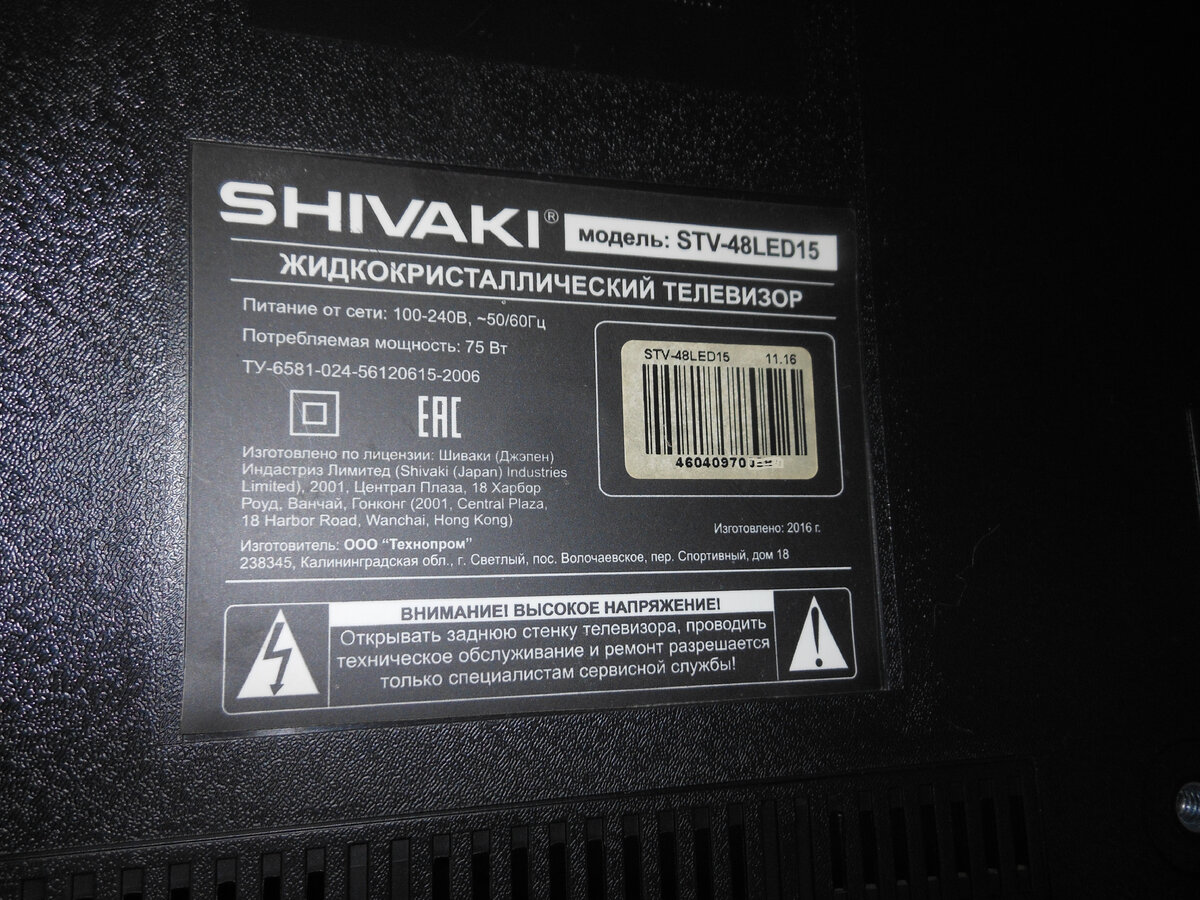 SHIVAKI® модель: STV-48LED15
ЖИДКОКРИСТАЛЛИЧЕСКИЙ ТЕЛЕВИЗОР
Питание от сети: 100-240В, ~50/60Гц
Потребляемая мощность: 75 Вт
ТУ-6581-024-56120615-2006
STV-48LED15 11.16
46040970
EAC
Изготовлено по лицензии: Шиваки (Джэпен)
Индастриз Лимитед (Shivaki (Japan) Industries
Limited), 2001, Централ Плаза, 18 Харбор
Роуд, Ванчай, Гонконг (2001, Central Plaza,
18 Harbor Road, Wanchai, Hong Kong)
Изготовлено: 2016 г.
Изготовитель: ООО "Технопром"
238345, Калининградская обл., г. Светлый, пос. Волочаевское, пер. Спортивный, дом 18
ВНИМАНИЕ! ВЫСОКОЕ НАПРЯЖЕНИЕ!
Открывать заднюю стенку телевизора, проводить
техническое обслуживание и ремонт разрешается
только специалистам сервисной службы!